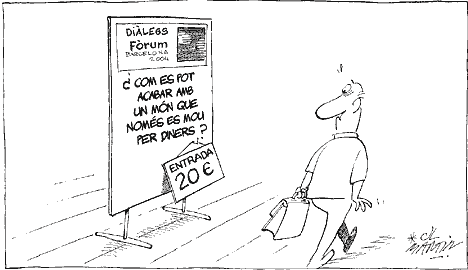 DIÀLEGS
Fòrum
BARCELONA
2004
¿ COM ES POT
ACABAR AMB
UN MÓN QUE
NOMÉS ES MOU
PER DINERS ?
ENTRADA
20 €